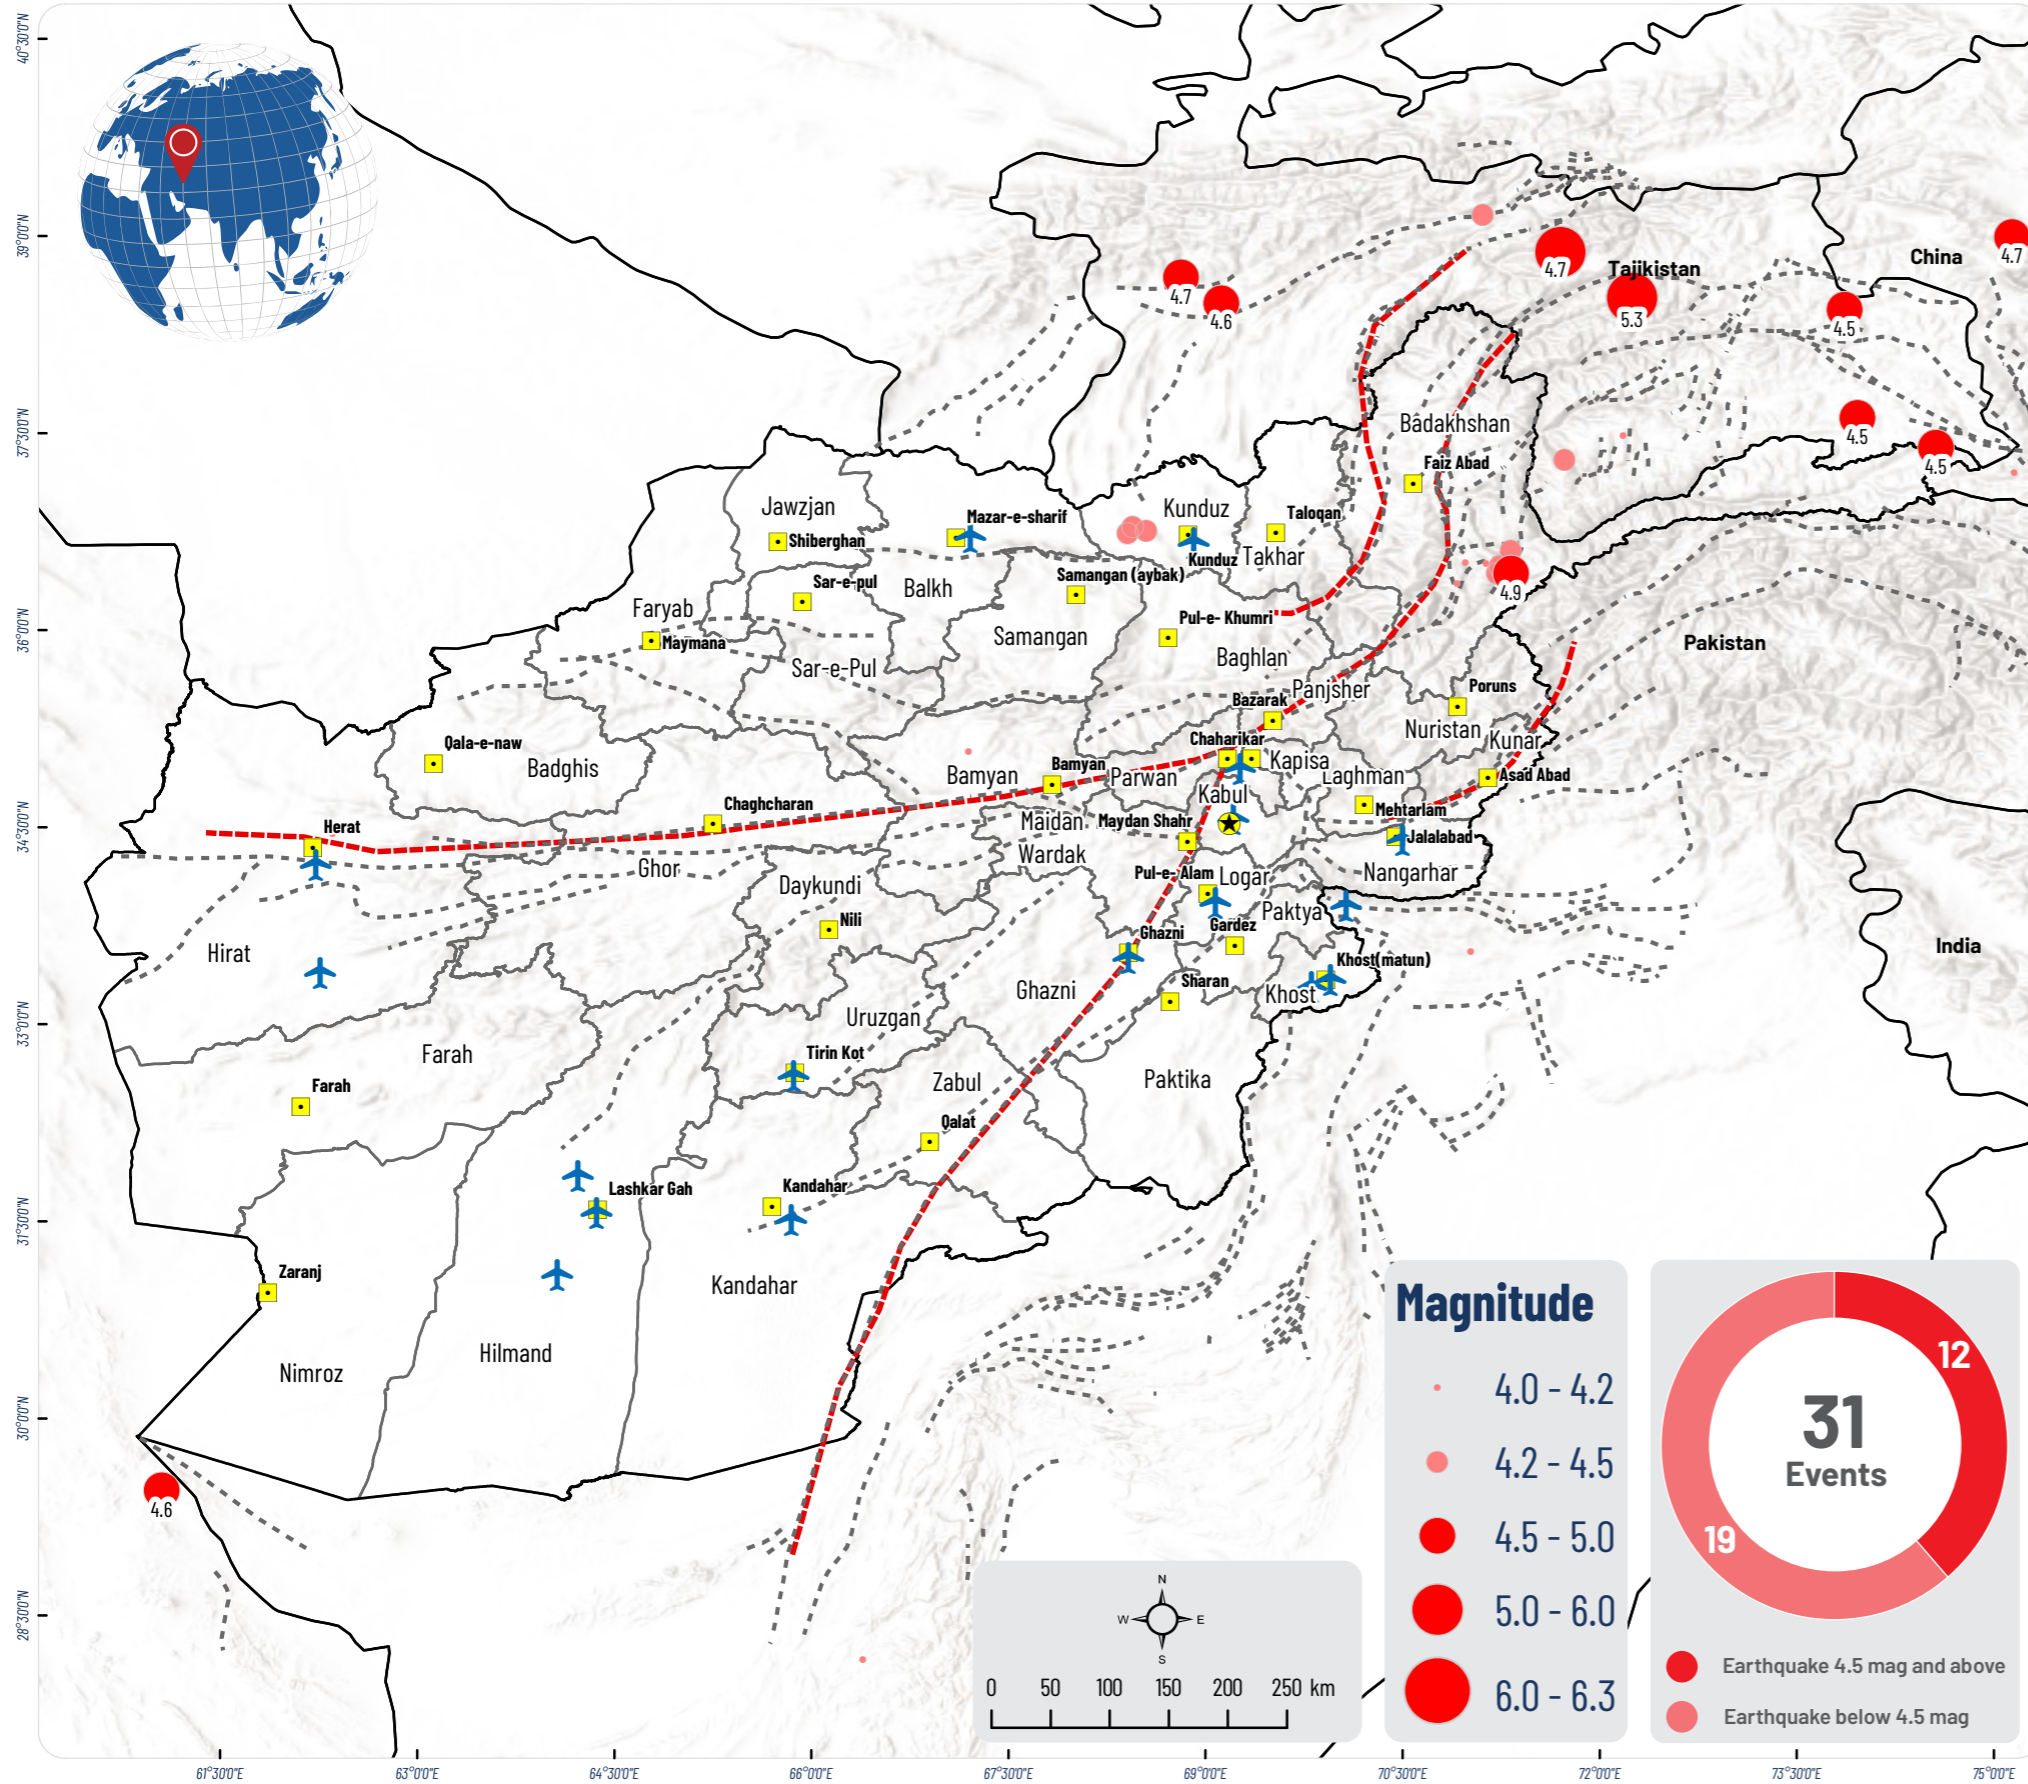 40°30'0"N
39°0'0"N
37°30'0"N
36°0'0"N
34°30'0"N
33°0'0"N
31°30'0"N
30°0'0"N
28°30'0"N
4.7
Tajikistan
China
4.7
4.7
4.6
5.3
4.5
Badakhshan
4.5
Faiz Abad
4.5
Jawzjan
Kunduz
Mazar-e-sharif
Taloqan
Shiberghan
Kunduz
Takhar
Samangan (aybak)
Sar-e-pul
Balkh
4.9
Faryab
Pul-e- Khumri
Maymana
Samangan
Pakistan
Sar-e-Pul
Baghlan
Panjsher
Poruns
Bazarak
Nuristan
Qala-e-naw
Chaharikar
Kunar
Badghis
Bamyan
Bamyan
Parwan
Kapisa
Laghman
Asad Abad
Kabul
Chaghcharan
Mehtarlam
Herat
Maidan
Wardak
Maydan Shahr
Jalalabad
Ghor
Pul-e-Alam
Logar
Nangarhar
Daykundi
Paktya
Nili
Gardez
Ghazni
Hirat
India
Khost(matun)
Ghazni
Sharan
Khost
Uruzgan
Farah
Tirin Kot
Zabul
Paktika
Farah
Qalat
Lashkar Gah
Kandahar
Zaranj
Kandahar
Hilmand
Nimroz
4.6
N
W
E
S
0 50 100 150 200 250 km
Magnitude
4.0 - 4.2
4.2 - 4.5
4.5 - 5.0
5.0 - 6.0
6.0 - 6.3
12
31
Events
19
Earthquake 4.5 mag and above
Earthquake below 4.5 mag
61°30'0"E
63°0'0"E
64°30'0"E
66°0'0"E
67°30'0"E
69°0'0"E
70°30'0"E
72°0'0"E
73°30'0"E
75°0'0"E